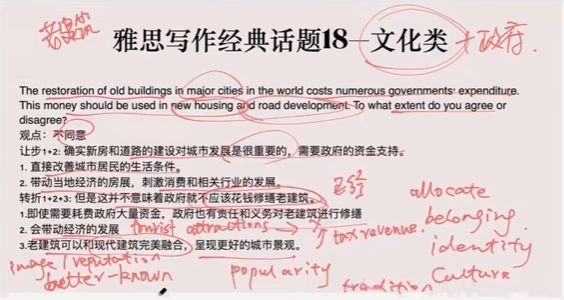 雅思写作经典话题18—文化类 + 政府.
The restoration of old buildings in major cities in the world costs numerous governments' expenditure.
This money should be used in new housing and road development. To what extent do you agree or
disagree?
观点：不同意
让步1+2: 确实新房和道路的建设对城市发展是很重要的，需要政府的资金支持。
1. 直接改善城市居民的生活条件。
2. 带动当地经济的房展，刺激消费和相关行业的发展。
转折1+2+3: 但是这并不意味着政府就不应该花钱修缮老建筑。
allocate
1.即使需要耗费政府大量资金，政府也有责任和义务对老建筑进行修缮
belonging
2. 会带动经济的发展 tourist attractions → tax revenue.
identity
3.老建筑可以和现代建筑完美融合，呈现更好的城市景观。
culture
image / reputation
better-known
popularity
tradition